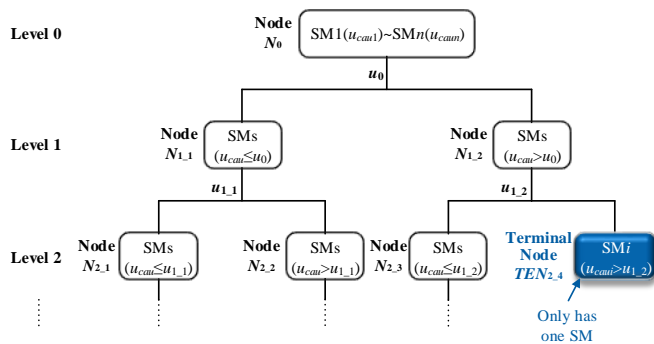 Level 0
Node
N0
SM1(ucau1)~SMn(ucaun)
u0
Level 1
Node
N1_1
SMs
(ucau≤u0)
Node
N1_2
SMs
(ucau>u0)
u1_1
u1_2
Level 2
Node
N2_1
SMs
(ucau≤u1_1)
Node
N2_2
SMs
(ucau>u1_1)
Node
N2_3
SMs
(ucau≤u1_2)
Terminal
Node
TEN2_4
SMi
(ucaui>u1_2)
Only has
one SM